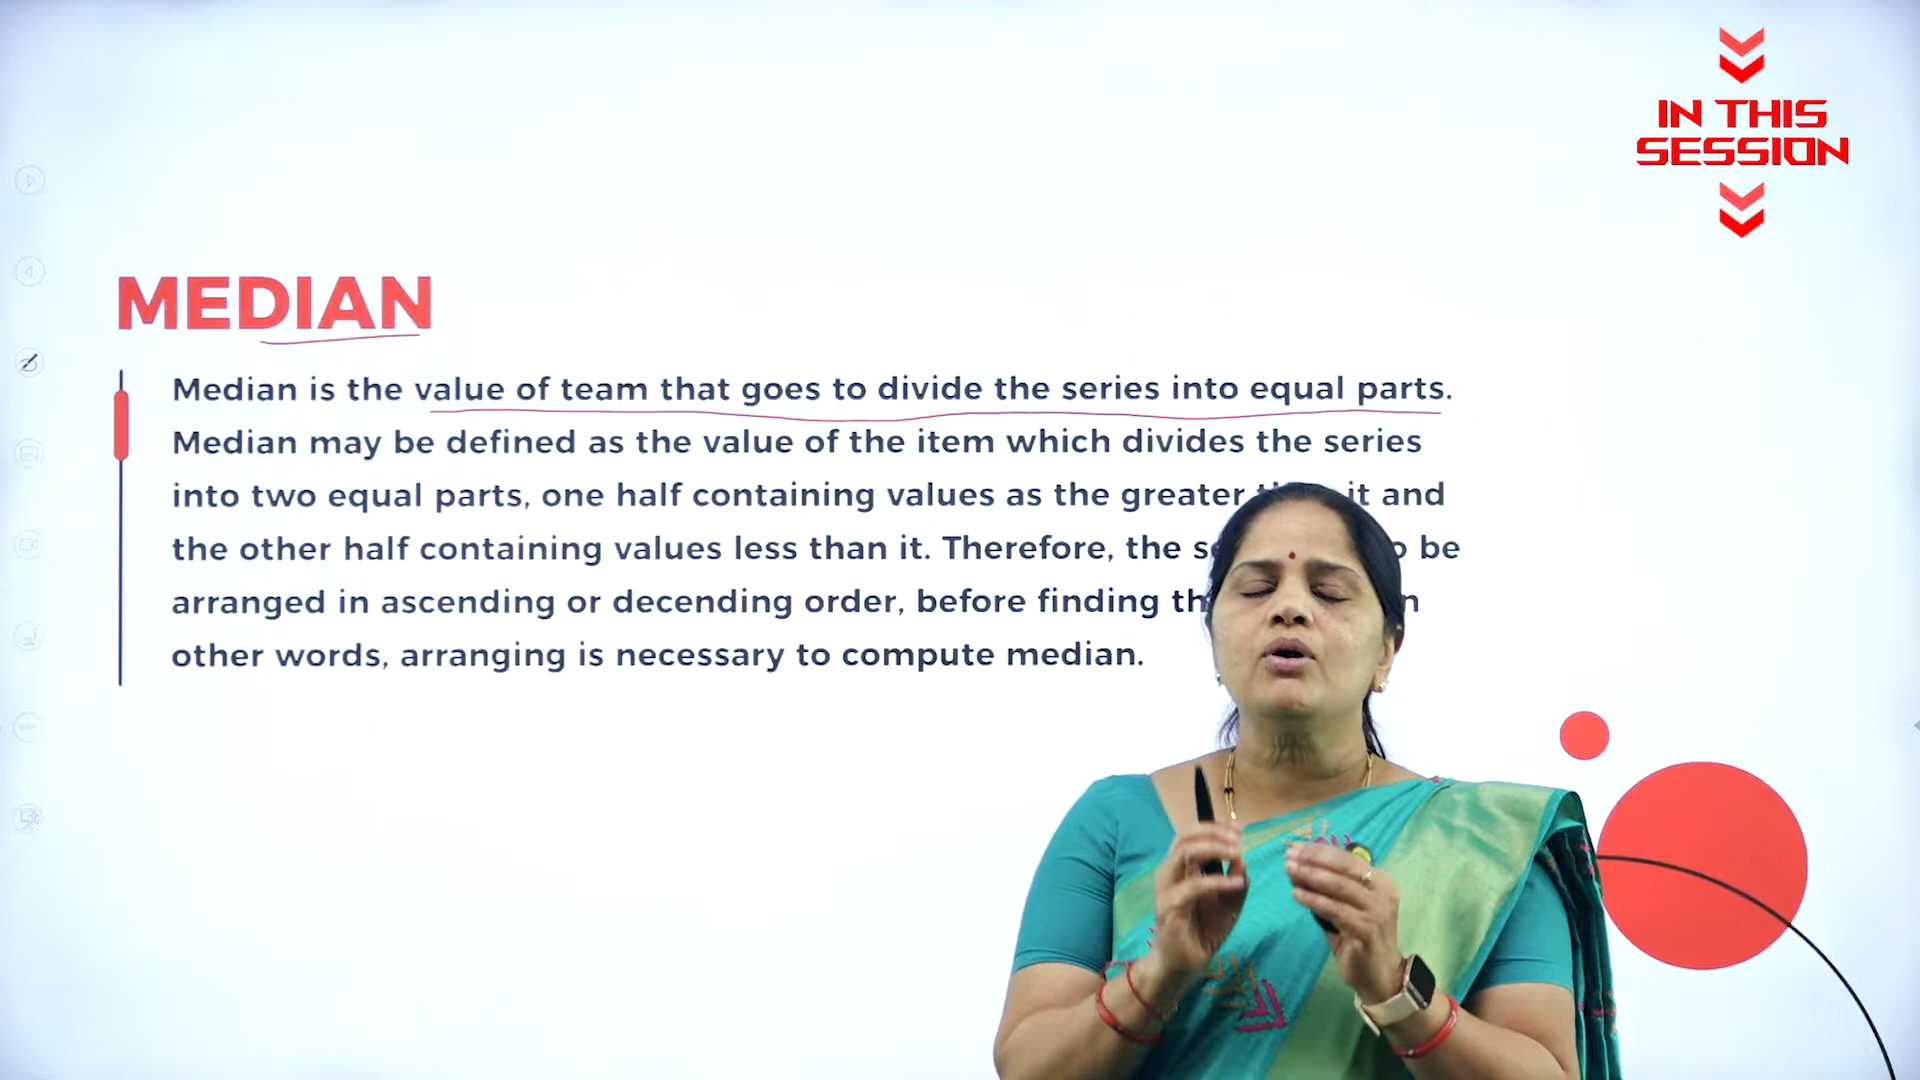 IN THIS
SESSION
MEDIAN
Median is the value of team that goes to divide the series into equal parts.
Median may be defined as the value of the item which divides the series
into two equal parts, one half containing values as the greater it and
the other half containing values less than it. Therefore, the be
arranged in ascending or decending order, before finding
other words, arranging is necessary to compute median.